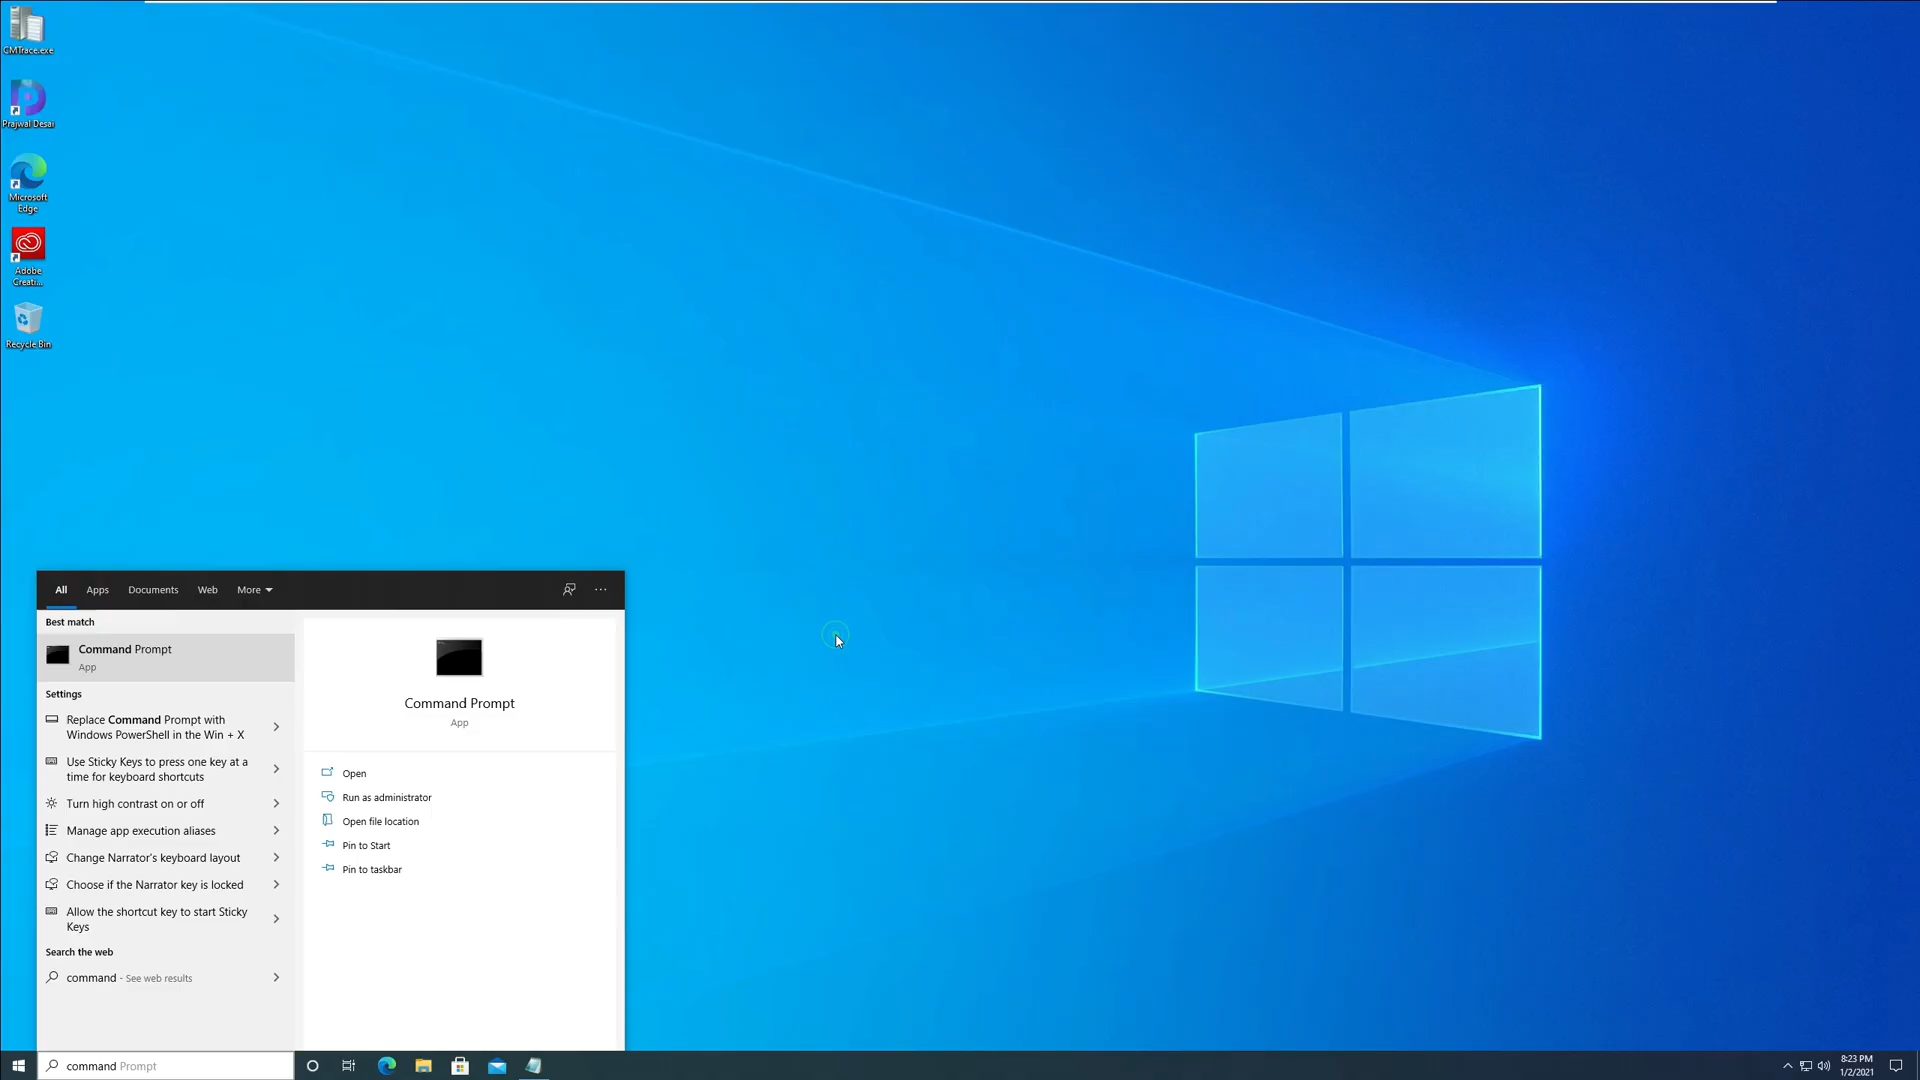 CMTrace.exe
Prajwal Desai
Microsoft
Edge
Adobe
Creati...
Recycle Bin
All
Apps
Documents
Web
More
Best match
Command Prompt
App
Settings
Replace Command Prompt with
Windows PowerShell in the Win + X
Use Sticky Keys to press one key at a
time for keyboard shortcuts
Turn high contrast on or off
Manage app execution aliases
Change Narrator's keyboard layout
Choose if the Narrator key is locked
Allow the shortcut key to start Sticky
Keys
Search the web
command - See web results
Command Prompt
App
Open
Run as administrator
Open file location
Pin to Start
Pin to taskbar
command Prompt
8:23 PM
1/2/2021